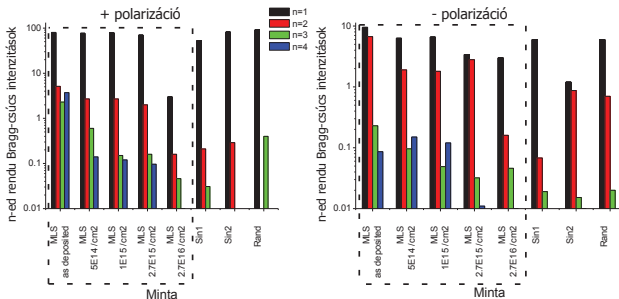 + polarizáció
- polarizáció
n=1
n=2
n=3
n=4
n-ed rendu Bragg-csúcs intenzitások
100
10
1
0.1
0.01
MLS as deposited
MLS 5E14 /cm2
MLS 1E15 /cm2
MLS 2.7E15 /cm2
MLS 2.7E16 /cm2
Sin1
Sin2
Rand
Minta
n-ed rendu Bragg-csúcs intenzitások
10
1
0.1
0.01
MLS as deposited
MLS 5E14 /cm2
MLS 1E15 /cm2
MLS 2.7E15 /cm2
MLS 2.7E16 /cm2
Sin1
Sin2
Rand
Minta